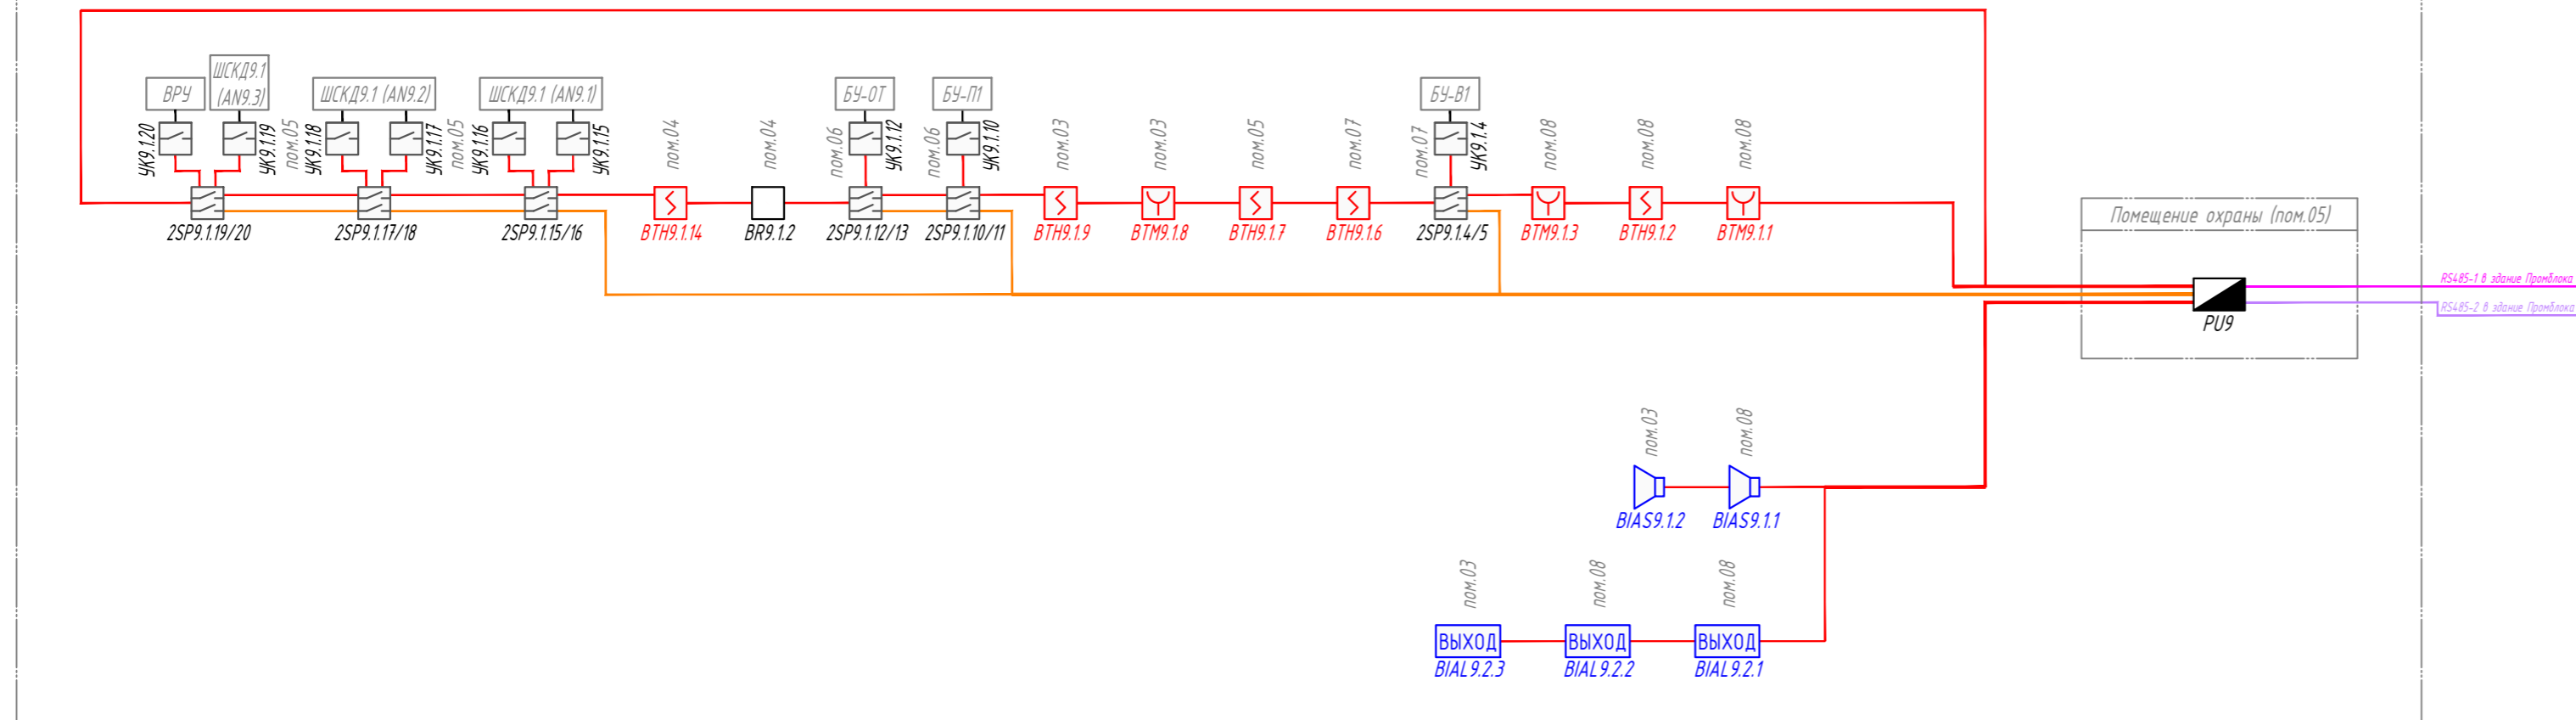 ВРУ
ШСКД9.1
(AN9.3)
ШСКД9.1 (AN9.2)
ШСКД9.1 (AN9.1)
БУ-ОТ
БУ-П1
БУ-В1
УК9.1.20
УК9.1.19
пом.05
УК9.1.18
УК9.1.17
пом.05
УК9.1.16
УК9.1.15
пом.04
пом.04
пом.06
УК9.1.12
пом.06
УК9.1.10
пом.03
пом.03
пом.05
пом.07
пом.07
УК9.1.4
пом.08
пом.08
пом.08
2SP9.1.19/20
2SP9.1.17/18
2SP9.1.15/16
BTH9.1.14
BR9.1.2
2SP9.1.12/13
2SP9.1.10/11
BTH9.1.9
BTM9.1.8
BTH9.1.7
BTH9.1.6
2SP9.1.4/5
BTM9.1.3
BTH9.1.2
BTM9.1.1
Помещение охраны (пом.05)
RS485-1 в здание Промблока
RS485-2 в здание Промблока
PU9
пом.03
пом.08
BIAS9.1.2
BIAS9.1.1
пом.03
пом.08
пом.08
ВЫХОД
ВЫХОД
ВЫХОД
BIAL9.2.3
BIAL9.2.2
BIAL9.2.1